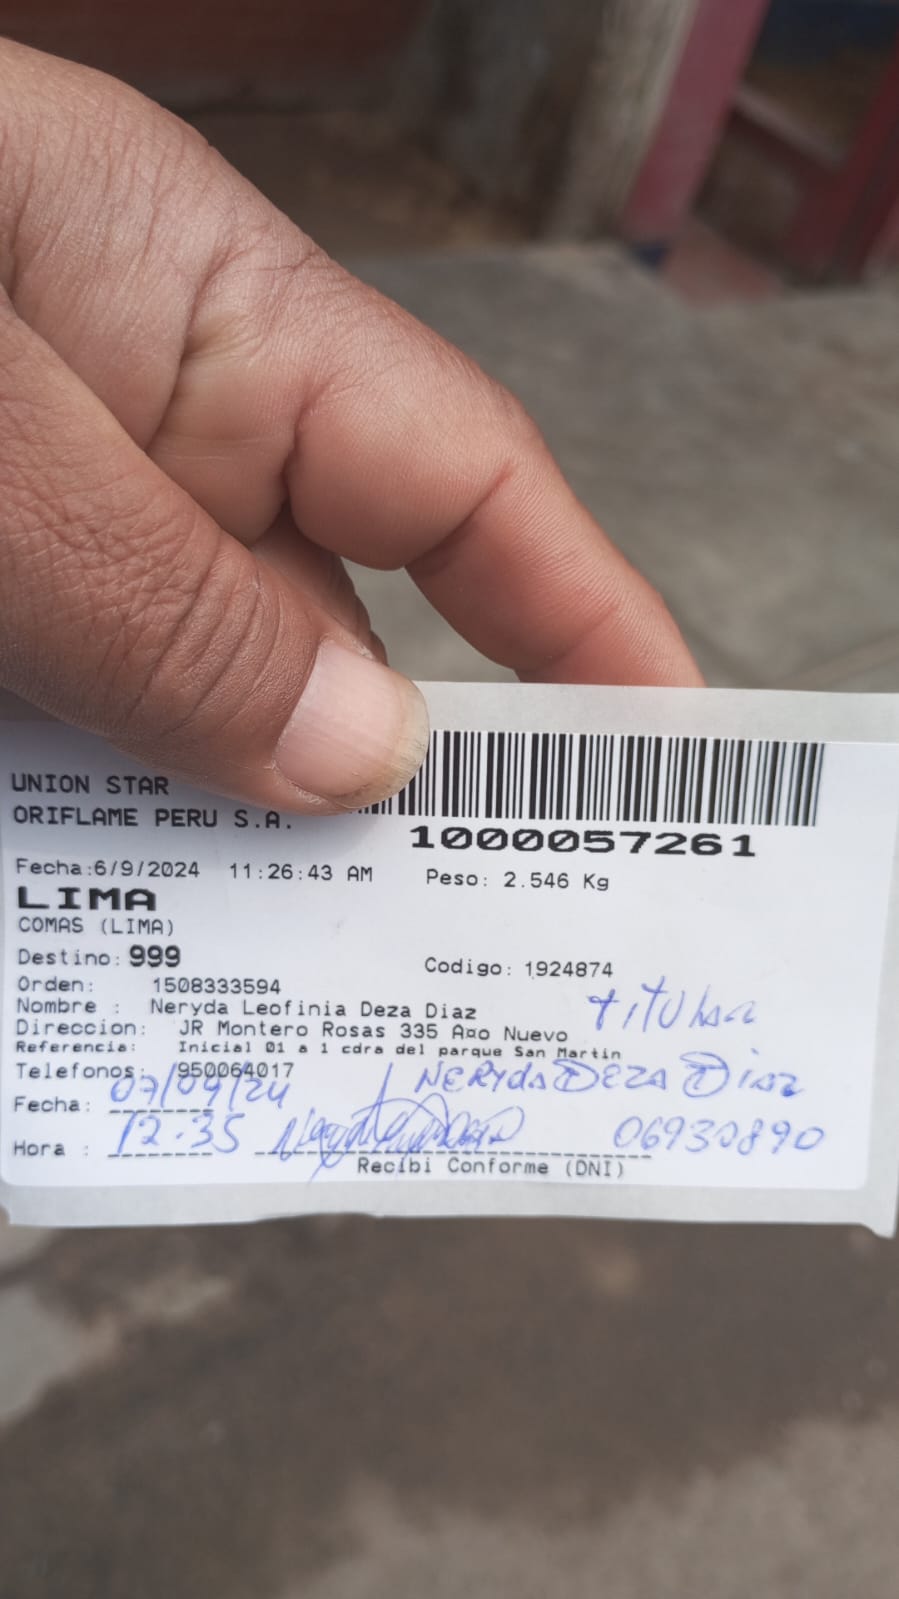 UNION STAR
ORIFLAME PERU S.A.
1000057261
Fecha:6/9/2024 11:26:43 AM Peso: 2.546 Kg
LIMA
COMAS (LIMA)
Destino: 999 Codigo: 1924874
Orden: 1508333594
Nombre : Neryda Leofinia Deza Diaz titular
Direccion: JR Montero Rosas 335 Año Nuevo
Referencia: Inicial 01 a 1 cdra del parque San Martin
Telefonos: 950064017 Neryda Deza Diaz
Fecha: 07/09/24
Hora : 12.35 06930890
Recibi Conforme (DNI)